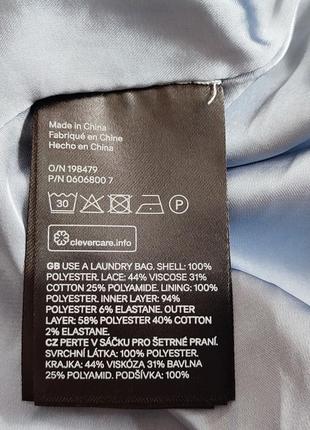 Made in China
Fabriqué en Chine
Hecho en China
O/N 198479
P/N 0606800 7
30 P
clevercare.info
GB USE A LAUNDRY BAG. SHELL: 100%
POLYESTER. LACE: 44% VISCOSE 31%
COTTON 25% POLYAMIDE. LINING: 100%
POLYESTER. INNER LAYER: 94%
POLYESTER 6% ELASTANE. OUTER
LAYER: 58% POLYESTER 40% COTTON
2% ELASTANE.
CZ PERTE V SÁČKU PRO ŠETRNÉ PRANÍ.
SVRCHNÍ LÁTKA: 100% POLYESTER.
KRAJKA: 44% VISKÓZA 31% BAVLNA
25% POLYAMID. PODŠÍVKA: 100%